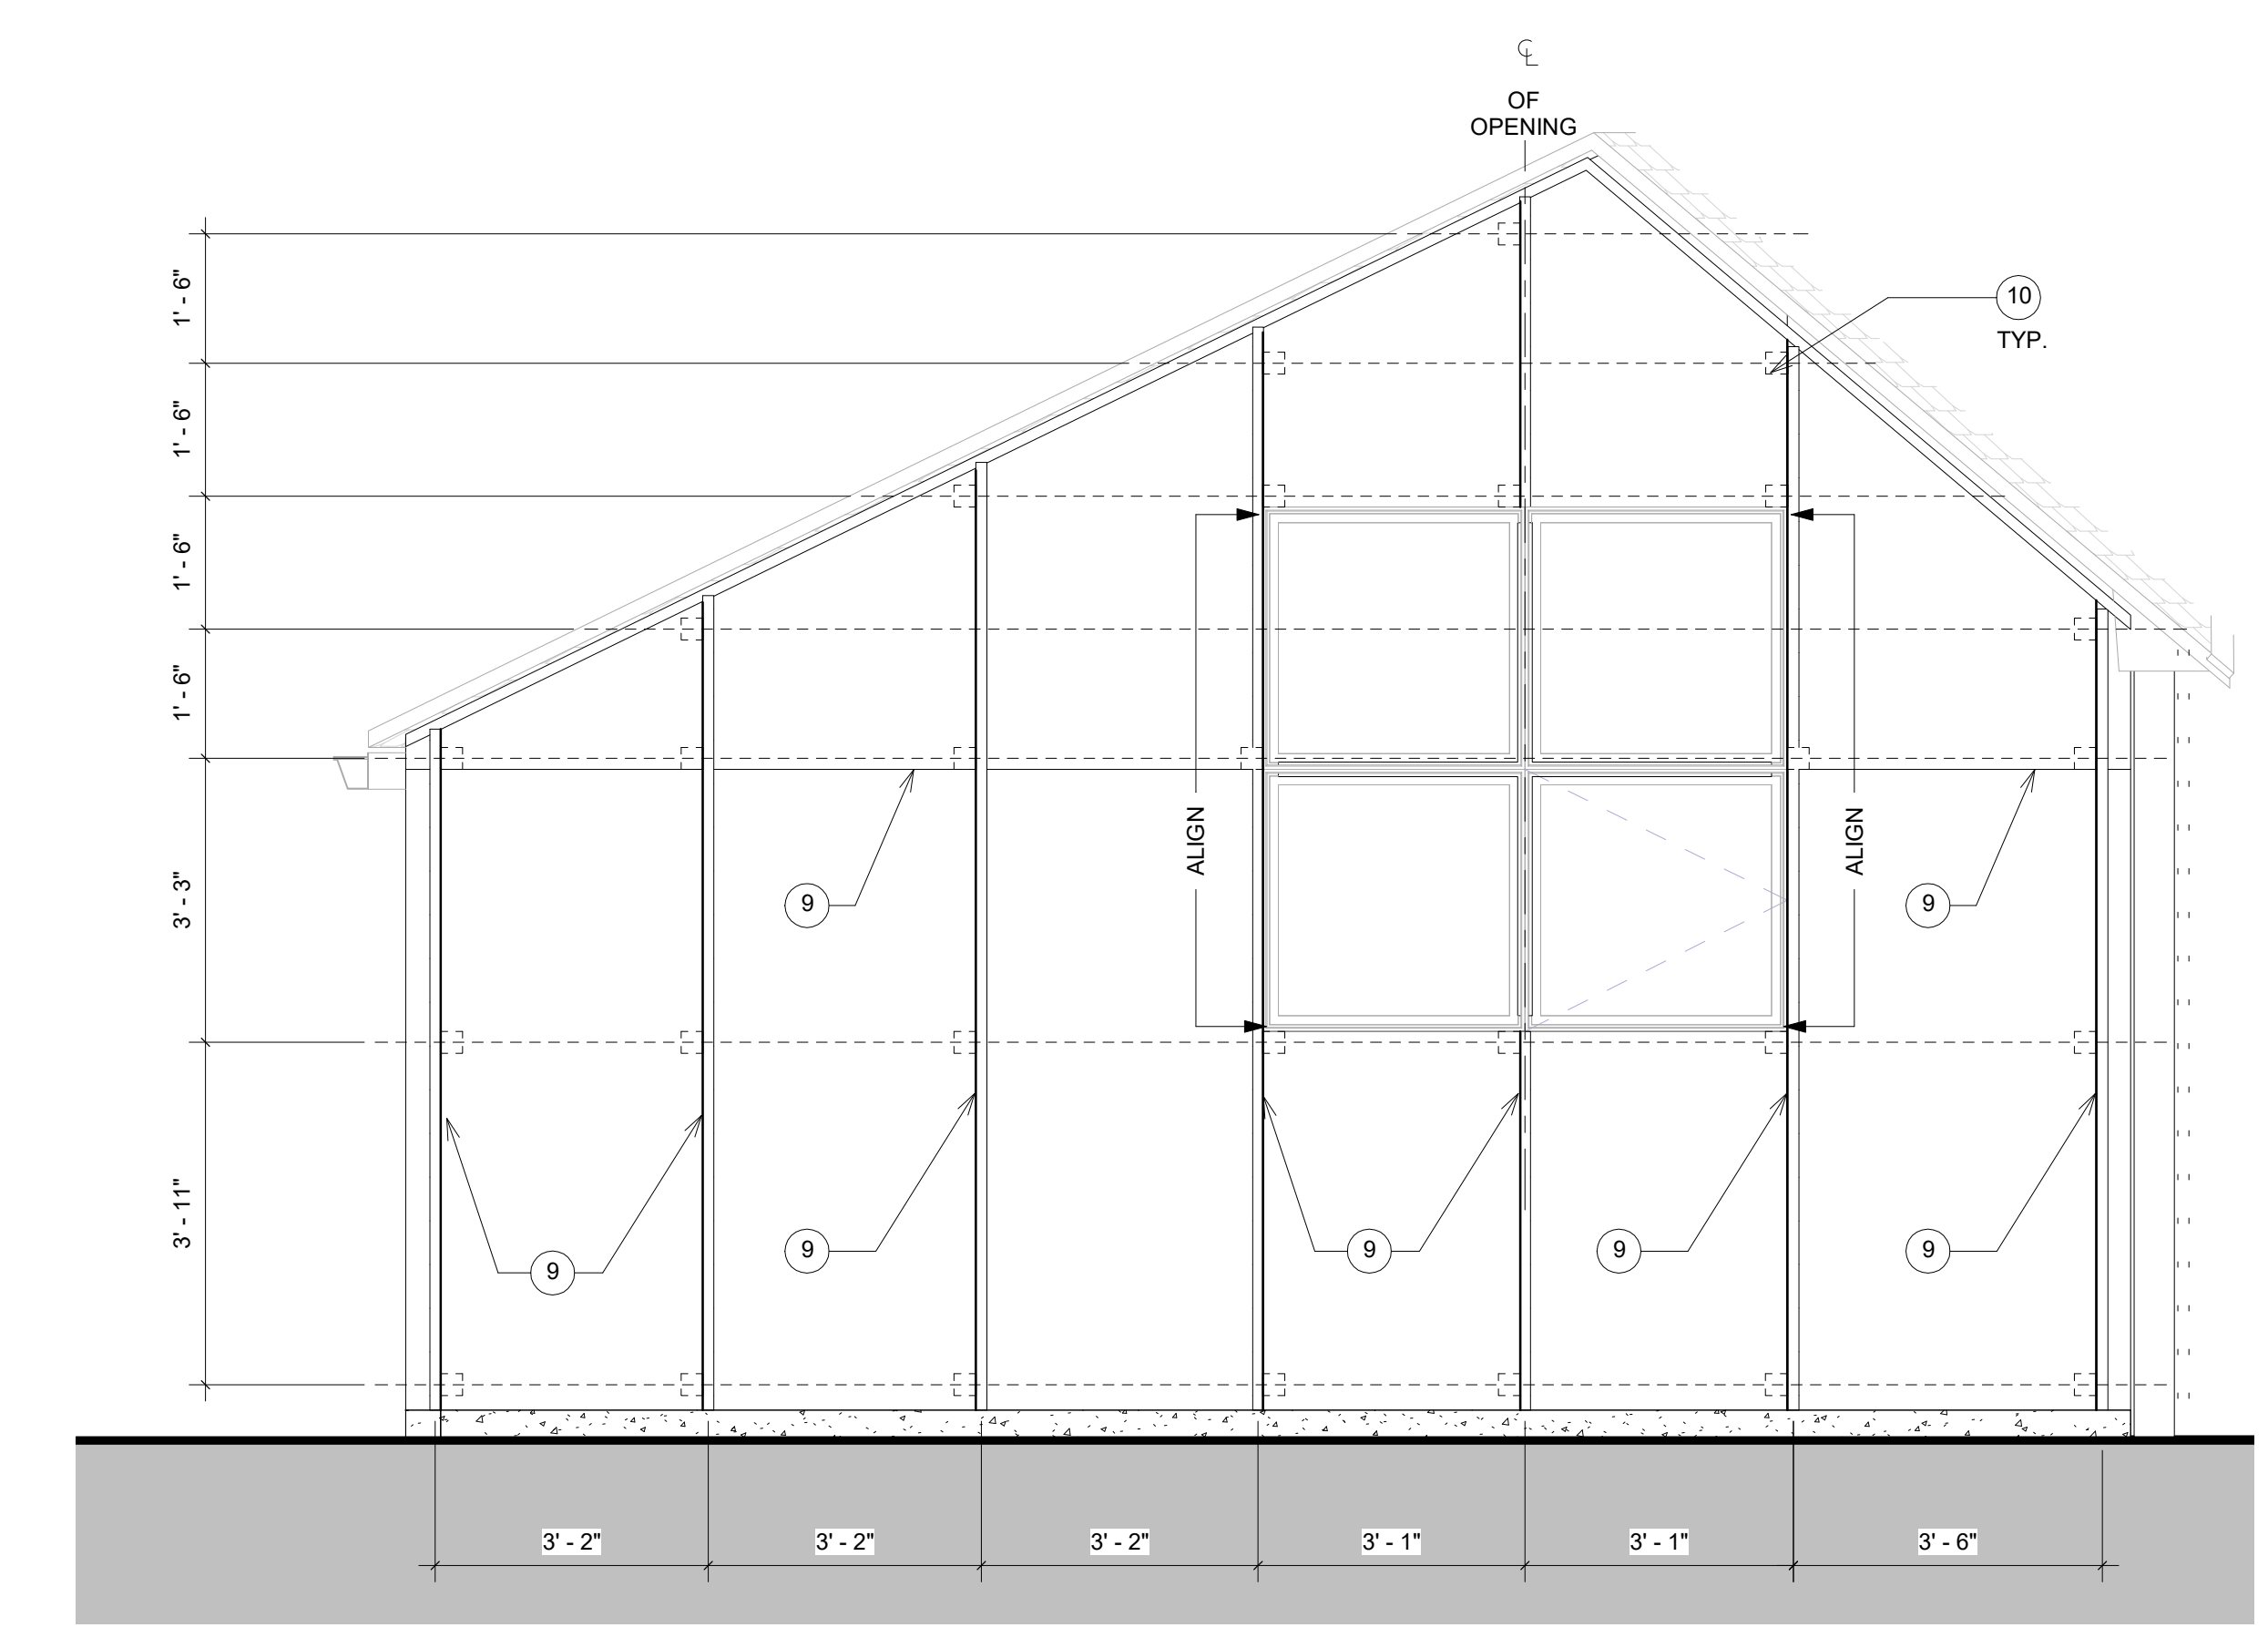 ℄
OF
OPENING
10
TYP.
1' - 6"
1' - 6"
1' - 6"
1' - 6"
3' - 3"
3' - 11"
ALIGN
ALIGN
9
9
9
9
9
9
9
3' - 2"
3' - 2"
3' - 2"
3' - 1"
3' - 1"
3' - 6"